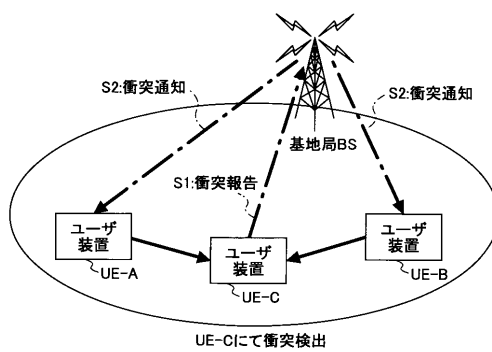 S2:衝突通知
S2:衝突通知
基地局BS
S1:衝突報告
ユーザ
装置
UE-A
ユーザ
装置
UE-C
ユーザ
装置
UE-B
UE-Cにて衝突検出